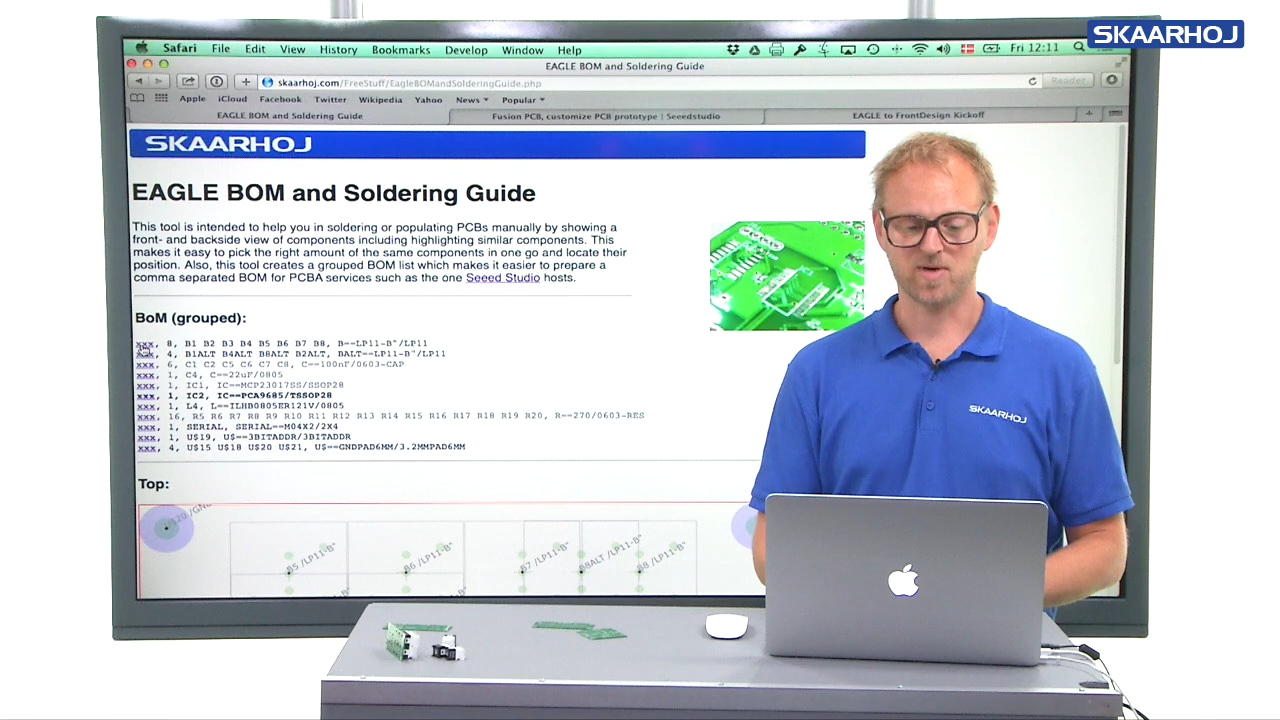 SKAARHOJ
Safari File Edit View History Bookmarks Develop Window Help Fri 12:11
EAGLE BOM and Soldering Guide
skaarhoj.com/FreeStuff/EagleBOMandSolderingGuide.php Reader
Apple iCloud Facebook Twitter Wikipedia Yahoo News Popular
EAGLE BOM and Soldering Guide Fusion PCB, customize PCB prototype | Seeedstudio EAGLE to FrontDesign Kickoff
SKAARHOJ
EAGLE BOM and Soldering Guide
This tool is intended to help you in soldering or populating PCBs manually by showing a
front- and backside view of components including highlighting similar components. This
makes it easy to pick the right amount of the same components in one go and locate their
position. Also, this tool creates a grouped BOM list which makes it easier to prepare a
comma separated BOM for PCBA services such as the one Seeed Studio hosts.
BoM (grouped):
xxx, 8, B1 B2 B3 B4 B5 B6 B7 B8, B==LP11-B"/LP11
xxx, 4, B1ALT B4ALT B8ALT B2ALT, BALT==LP11-B"/LP11
xxx, 6, C1 C2 C5 C6 C7 C8, C==100nF/0603-CAP
xxx, 1, C4, C==22uF/0805
xxx, 1, IC1, IC==MCP23017SS/SSOP28
xxx, 1, IC2, IC==PCA9685/TSSOP28
xxx, 1, L4, L==ILHB0805ER121V/0805
xxx, 16, R5 R6 R7 R8 R9 R10 R11 R12 R13 R14 R15 R16 R17 R18 R19 R20, R==270/0603-RES
xxx, 1, SERIAL, SERIAL==M04X2/2X4
xxx, 1, U$19, U$==3BITADDR/3BITADDR
xxx, 4, U$15 U$18 U$20 U$21, U$==GNDPAD6MM/3.2MMPAD6MM
Top:
B5 /LP11-B" B6 /LP11-B" B7 /LP11-B" B8ALT /LP11-B" B8 /LP11-B"
SKAARHOJ